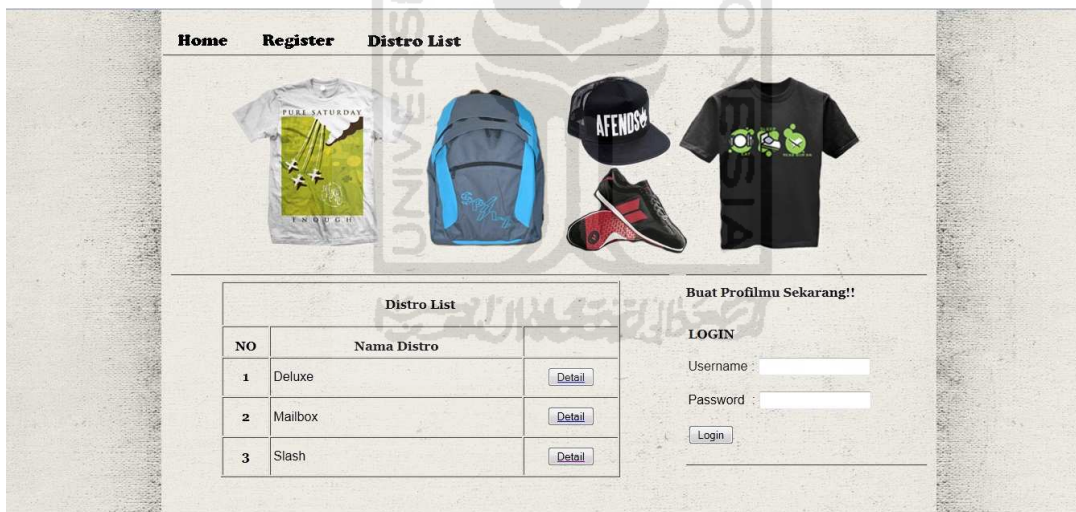 Home Register Distro List
PURE SATURDAY
ENOUGH
AFENDS
Distro List
NO Nama Distro
1 Deluxe Detail
2 Mailbox Detail
3 Slash Detail
Buat Profilmu Sekarang!!
LOGIN
Username :
Password :
Login